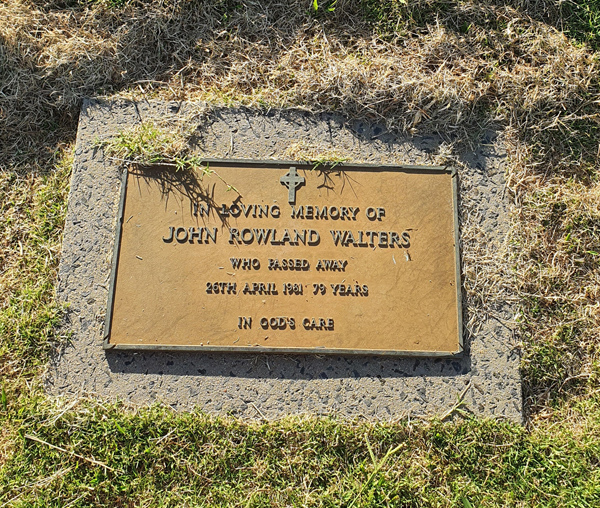 IN LOVING MEMORY OF
JOHN ROWLAND WALTERS
WHO PASSED AWAY
26TH APRIL 1981 79 YEARS
IN GOD'S CARE